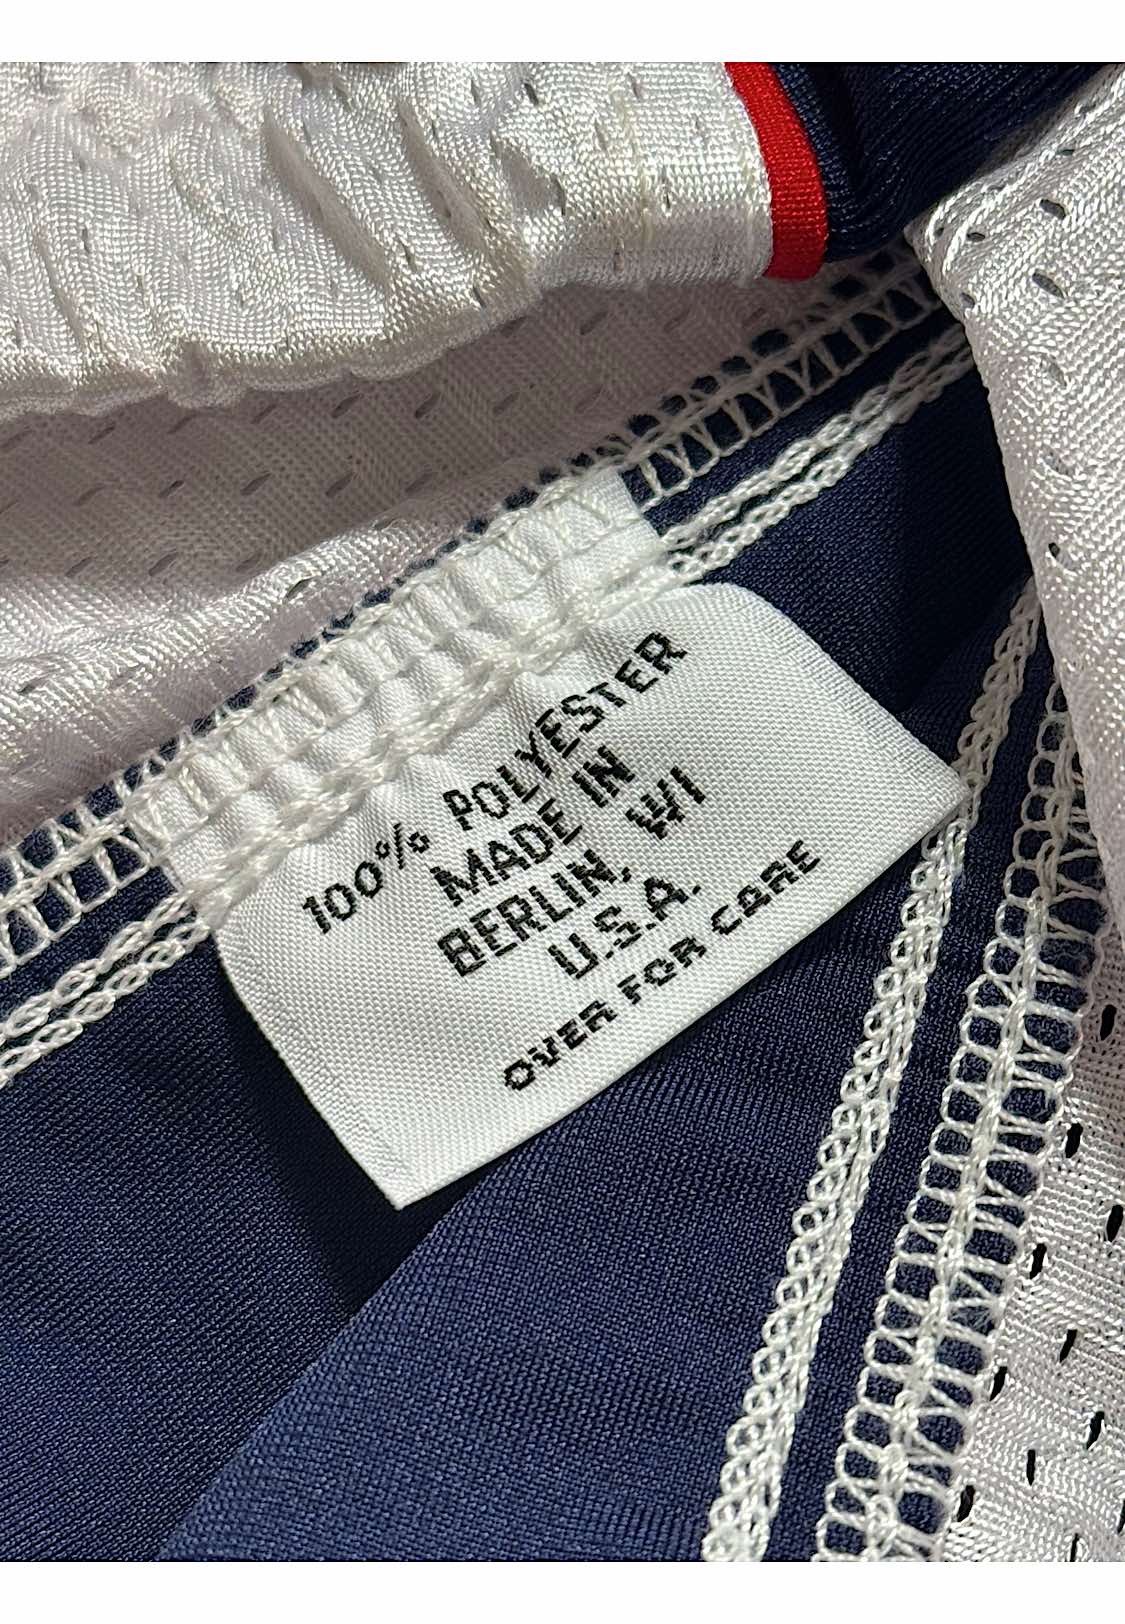 100% POLYESTER
MADE IN
BERLIN, WI
U.S.A.
OVER FOR CARE